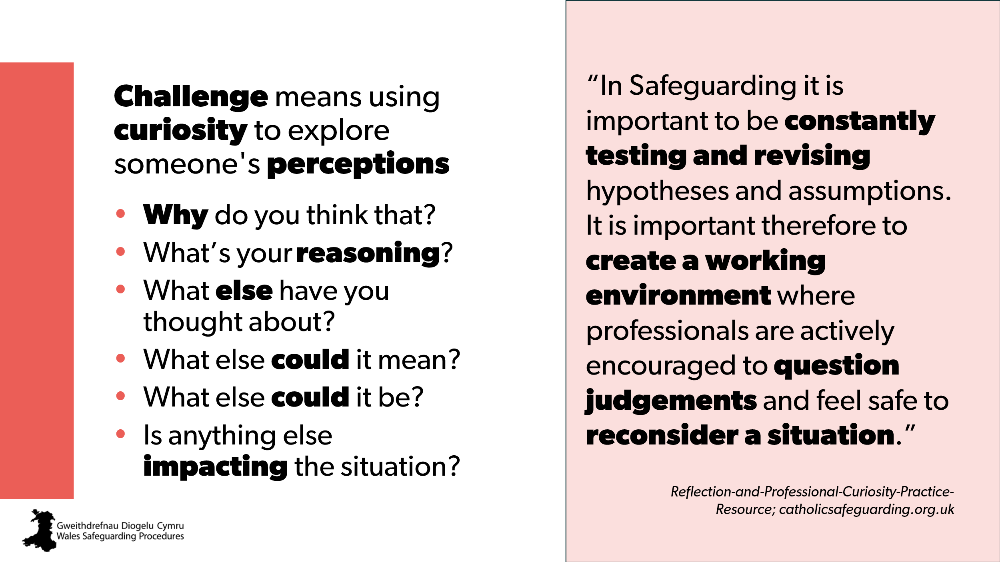 Challenge means using
curiosity to explore
someone's perceptions
• Why do you think that?
• What’s your reasoning?
• What else have you
thought about?
• What else could it mean?
• What else could it be?
• Is anything else
impacting the situation?
Gweithdrefnau Diogelu Cymru
Wales Safeguarding Procedures
“In Safeguarding it is
important to be constantly
testing and revising
hypotheses and assumptions.
It is important therefore to
create a working
environment where
professionals are actively
encouraged to question
judgements and feel safe to
reconsider a situation.”
Reflection-and-Professional-Curiosity-Practice-
Resource; catholicsafeguarding.org.uk